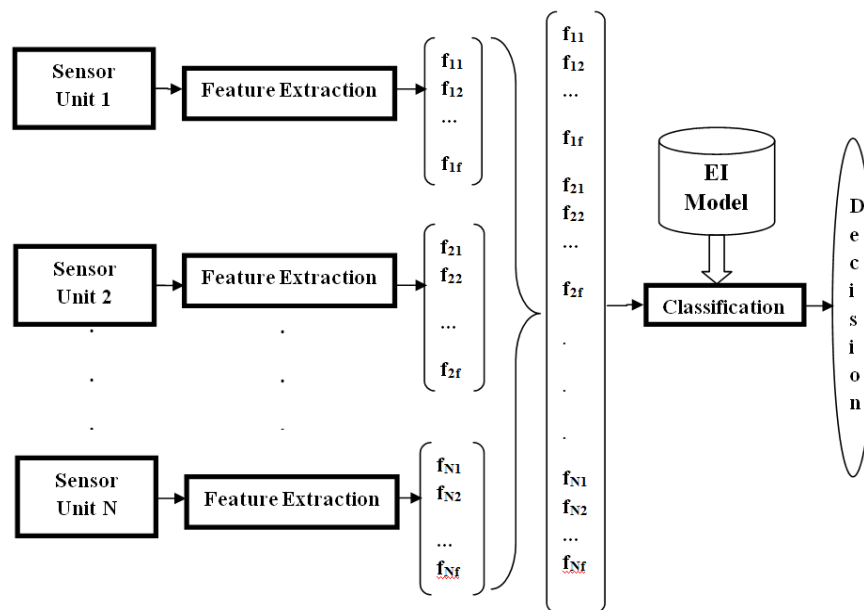 Sensor
Unit 1
Feature Extraction
f11
f12
...
f1f
Sensor
Unit 2
Feature Extraction
f21
f22
...
f2f
.
.
.
.
.
.
Sensor
Unit N
Feature Extraction
fN1
fN2
...
fNf
f11
f12
...
f1f
f21
f22
...
f2f
.
.
.
fN1
fN2
...
fNf
EI
Model
Classification
Decision